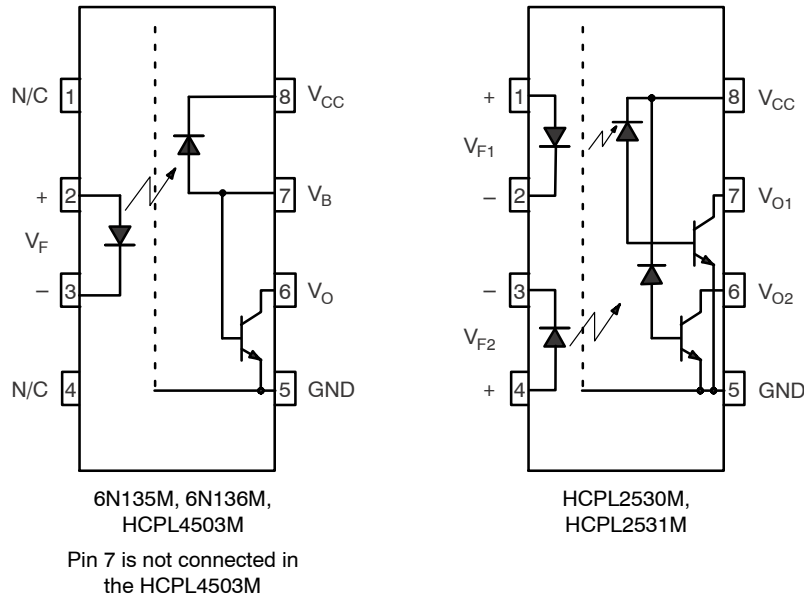 N/C 1
8 V_CC
+ 2
7 V_B
V_F
– 3
6 V_O
N/C 4
5 GND
6N135M, 6N136M,
HCPL4503M
Pin 7 is not connected in
the HCPL4503M
+ 1
8 V_CC
V_F1
– 2
7 V_O1
– 3
6 V_O2
V_F2
+ 4
5 GND
HCPL2530M,
HCPL2531M